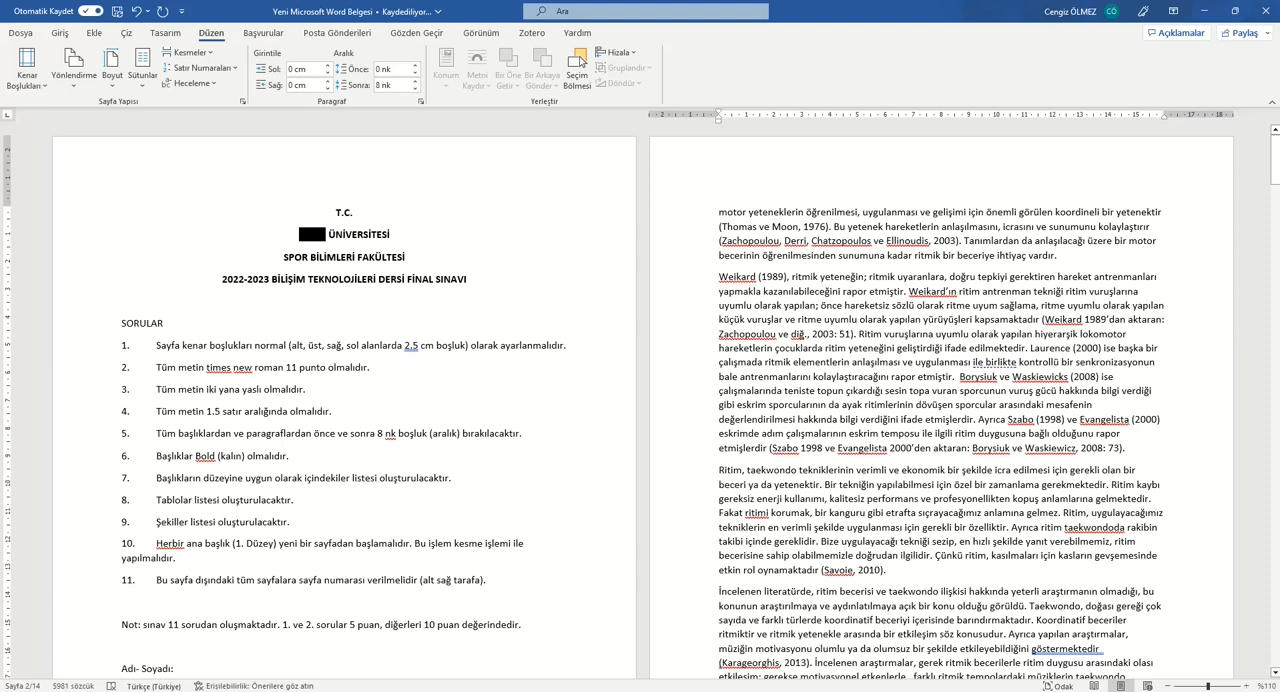 Otomatik Kaydet
Yeni Microsoft Word Belgesi • Kaydediliyor...
Ara
Cengiz ÖLMEZ CÖ
Dosya Giriş Ekle Çiz Tasarım Düzen Başvurular Posta Gönderileri Gözden Geçir Görünüm Zotero Yardım
Açıklamalar Paylaş
Kenar Boşlukları
Yönlendirme
Boyut
Sütunlar
Kesmeler
Satır Numaraları
Heceleme
Sayfa Yapısı
Girintile Aralık
Sol: 0 cm Önce: 0 nk
Sağ: 0 cm Sonra: 8 nk
Paragraf
Konum
Metni Kaydır
Bir Öne Getir
Bir Arkaya Gönder
Seçim Bölmesi
Hizala
Gruplandır
Döndür
Yerleştir
T.C.
ÜNİVERSİTESİ
SPOR BİLİMLERİ FAKÜLTESİ
2022-2023 BİLİŞİM TEKNOLOJİLERİ DERSİ FİNAL SINAVI
SORULAR
1. Sayfa kenar boşlukları normal (alt, üst, sağ, sol alanlarda 2.5 cm boşluk) olarak ayarlanmalıdır.
2. Tüm metin times new roman 11 punto olmalıdır.
3. Tüm metin iki yana yaslı olmalıdır.
4. Tüm metin 1.5 satır aralığında olmalıdır.
5. Tüm başlıklardan ve paragraflardan önce ve sonra 8 nk boşluk (aralık) bırakılacaktır.
6. Başlıklar Bold (kalın) olmalıdır.
7. Başlıkların düzeyine uygun olarak içindekiler listesi oluşturulacaktır.
8. Tablolar listesi oluşturulacaktır.
9. Şekiller listesi oluşturulacaktır.
10. Herbir ana başlık (1. Düzey) yeni bir sayfadan başlamalıdır. Bu işlem kesme işlemi ile
yapılmalıdır.
11. Bu sayfa dışındaki tüm sayfalara sayfa numarası verilmelidir (alt sağ tarafa).
Not: sınav 11 sorudan oluşmaktadır. 1. ve 2. sorular 5 puan, diğerleri 10 puan değerindedir.
Adı- Soyadı:
motor yeteneklerin öğrenilmesi, uygulanması ve gelişimi için önemli görülen koordineli bir yetenektir
(Thomas ve Moon, 1976). Bu yetenek hareketlerin anlaşılmasını, icrasını ve sunumunu kolaylaştırır
(Zachopoulou, Derri, Chatzopoulos ve Ellinoudis, 2003). Tanımlardan da anlaşılacağı üzere bir motor
becerinin öğrenilmesinden sunumuna kadar ritmik bir beceriye ihtiyaç vardır.
Weikard (1989), ritmik yeteneğin; ritmik uyaranlara, doğru tepkiyi gerektiren hareket antrenmanları
yapmakla kazanılabileceğini rapor etmiştir. Weikard'ın ritim antrenman tekniği ritim vuruşlarına
uyumlu olarak yapılan; önce hareketsiz sözlü olarak ritme uyum sağlama, ritme uyumlu olarak yapılan
küçük vuruşlar ve ritme uyumlu olarak yapılan yürüyüşleri kapsamaktadır (Weikard 1989'dan aktaran:
Zachopoulou ve diğ., 2003: 51). Ritim vuruşlarına uyumlu olarak yapılan hiyerarşik lokomotor
hareketlerin çocuklarda ritim yeteneğini geliştirdiği ifade edilmektedir. Laurence (2000) ise başka bir
çalışmada ritmik elementlerin anlaşılması ve uygulanması ile birlikte kontrollü bir senkronizasyonun
bale antrenmanlarını kolaylaştıracağını rapor etmiştir. Borysiuk ve Waskiewicks (2008) ise
çalışmalarında teniste topun çıkardığı sesin topa vuran sporcunun vuruş gücü hakkında bilgi verdiği
gibi eskrim sporcularının da ayak ritimlerinin dövüşen sporcular arasındaki mesafenin
değerlendirilmesi hakkında bilgi verdiğini ifade etmişlerdir. Ayrıca Szabo (1998) ve Evangelista (2000)
eskrimde adım çalışmalarının eskrim temposu ile ilgili ritim duygusuna bağlı olduğunu rapor
etmişlerdir (Szabo 1998 ve Evangelista 2000'den aktaran: Borysiuk ve Waskiewicz, 2008: 73).
Ritim, taekwondo tekniklerinin verimli ve ekonomik bir şekilde icra edilmesi için gerekli olan bir
beceri ya da yetenektir. Bir tekniğin yapılabilmesi için özel bir zamanlama gerekmektedir. Ritim kaybı
gereksiz enerji kullanımı, kalitesiz performans ve profesyonellikten kopuş anlamlarına gelmektedir.
Fakat ritimi korumak, bir kanguru gibi etrafta sıçrayacağımız anlamına gelmez. Ritim, uygulayacağımız
tekniklerin en verimli şekilde uygulanması için gerekli bir özelliktir. Ayrıca ritim taekwondoda rakibin
takibi içinde gereklidir. Bize uygulayacağı tekniği sezip, en hızlı şekilde yanıt verebilmemiz, ritim
becerisine sahip olabilmemizle doğrudan ilgilidir. Çünkü ritim, kasılmaları için kasların gevşemesinde
etkin rol oynamaktadır (Savoie, 2010).
İncelenen literatürde, ritim becerisi ve taekwondo ilişkisi hakkında yeterli araştırmanın olmadığı, bu
konunun araştırılmaya ve aydınlatılmaya açık bir konu olduğu görüldü. Taekwondo, doğası gereği çok
sayıda ve farklı türlerde koordinatif beceriyi içerisinde barındırmaktadır. Koordinatif beceriler
ritmiktir ve ritmik yetenekle arasında bir etkileşim söz konusudur. Ayrıca yapılan araştırmalar,
müziğin motivasyonu olumlu ya da olumsuz bir şekilde etkileyebildiğini göstermektedir
(Karageorghis, 2013). İncelenen araştırmalar, gerek ritmik becerilerle ritim duygusu arasındaki olası
etkileşim; gerekse motivasyonel etkenlerle, farklı ritim tempolardaki müziklerin taekwondo
Sayfa 2/14 5981 sözcük Türkçe (Türkiye) Erişilebilirlik: Önerilere göz atın
Odak %110